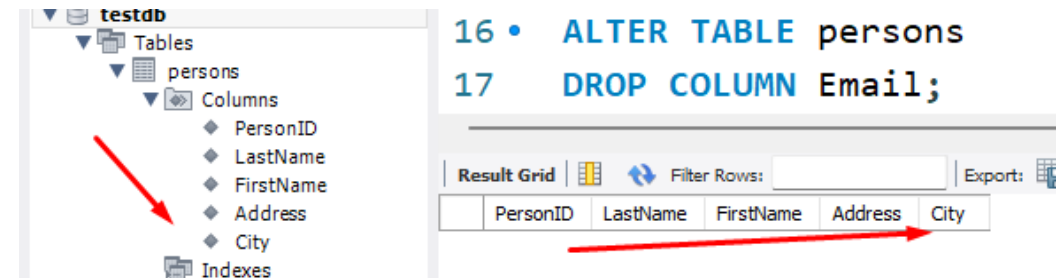 testdb
Tables
persons
Columns
PersonID
LastName
FirstName
Address
City
Indexes
16 ALTER TABLE persons
17 DROP COLUMN Email;
Result Grid Filter Rows: Export:
PersonID LastName FirstName Address City